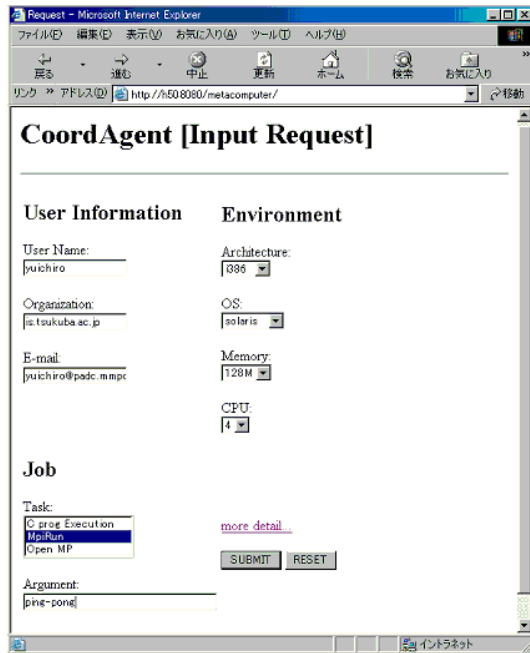 Request - Microsoft Internet Explorer
ファイル(F) 編集(E) 表示(V) お気に入り(A) ツール(T) ヘルプ(H)
戻る 進む 中止 更新 ホーム 検索 お気に入り »
リンク » アドレス(D) http://h50:8080/metacomputer/ 移動
CoordAgent [Input Request]
User Information
Environment
User Name:
yuichiro
Architecture:
i386
Organization:
is.tsukuba.ac.jp
OS:
solaris
E-mail:
yuichiro@padc.mmpc
Memory:
128M
CPU:
4
Job
Task:
C prog Execution
MpiRun
Open MP
more detail...
SUBMIT RESET
Argument:
ping-pong
イントラネット